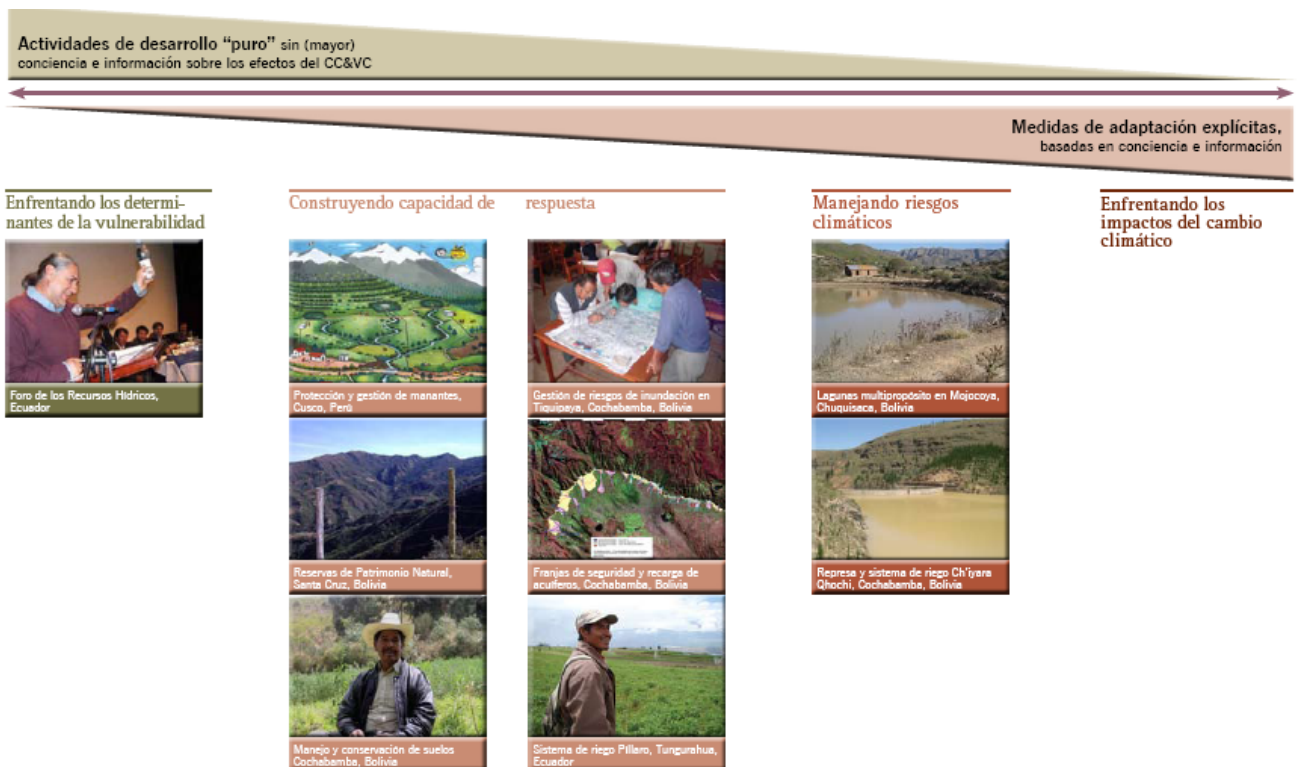 Actividades de desarrollo “puro” sin (mayor)
conciencia e información sobre los efectos del CC&VC
Medidas de adaptación explícitas,
basadas en conciencia e información
Enfrentando los determi-
nantes de la vulnerabilidad
Foro de los Recursos Hídricos,
Ecuador
Construyendo capacidad de respuesta
Protección y gestión de manantes,
Cusco, Perú
Gestión de riesgos de inundación en
Tiquipaya, Cochabamba, Bolivia
Reservas de Patrimonio Natural,
Santa Cruz, Bolivia
Franjas de seguridad y recarga de
acuíferos, Cochabamba, Bolivia
Manejo y conservación de suelos
Cochabamba, Bolivia
Sistema de riego Píllaro, Tungurahua,
Ecuador
Manejando riesgos
climáticos
Lagunas multipropósito en Mojocoya,
Chuquisaca, Bolivia
Represa y sistema de riego Ch’iyara
Qhochi, Cochabamba, Bolivia
Enfrentando los
impactos del cambio
climático